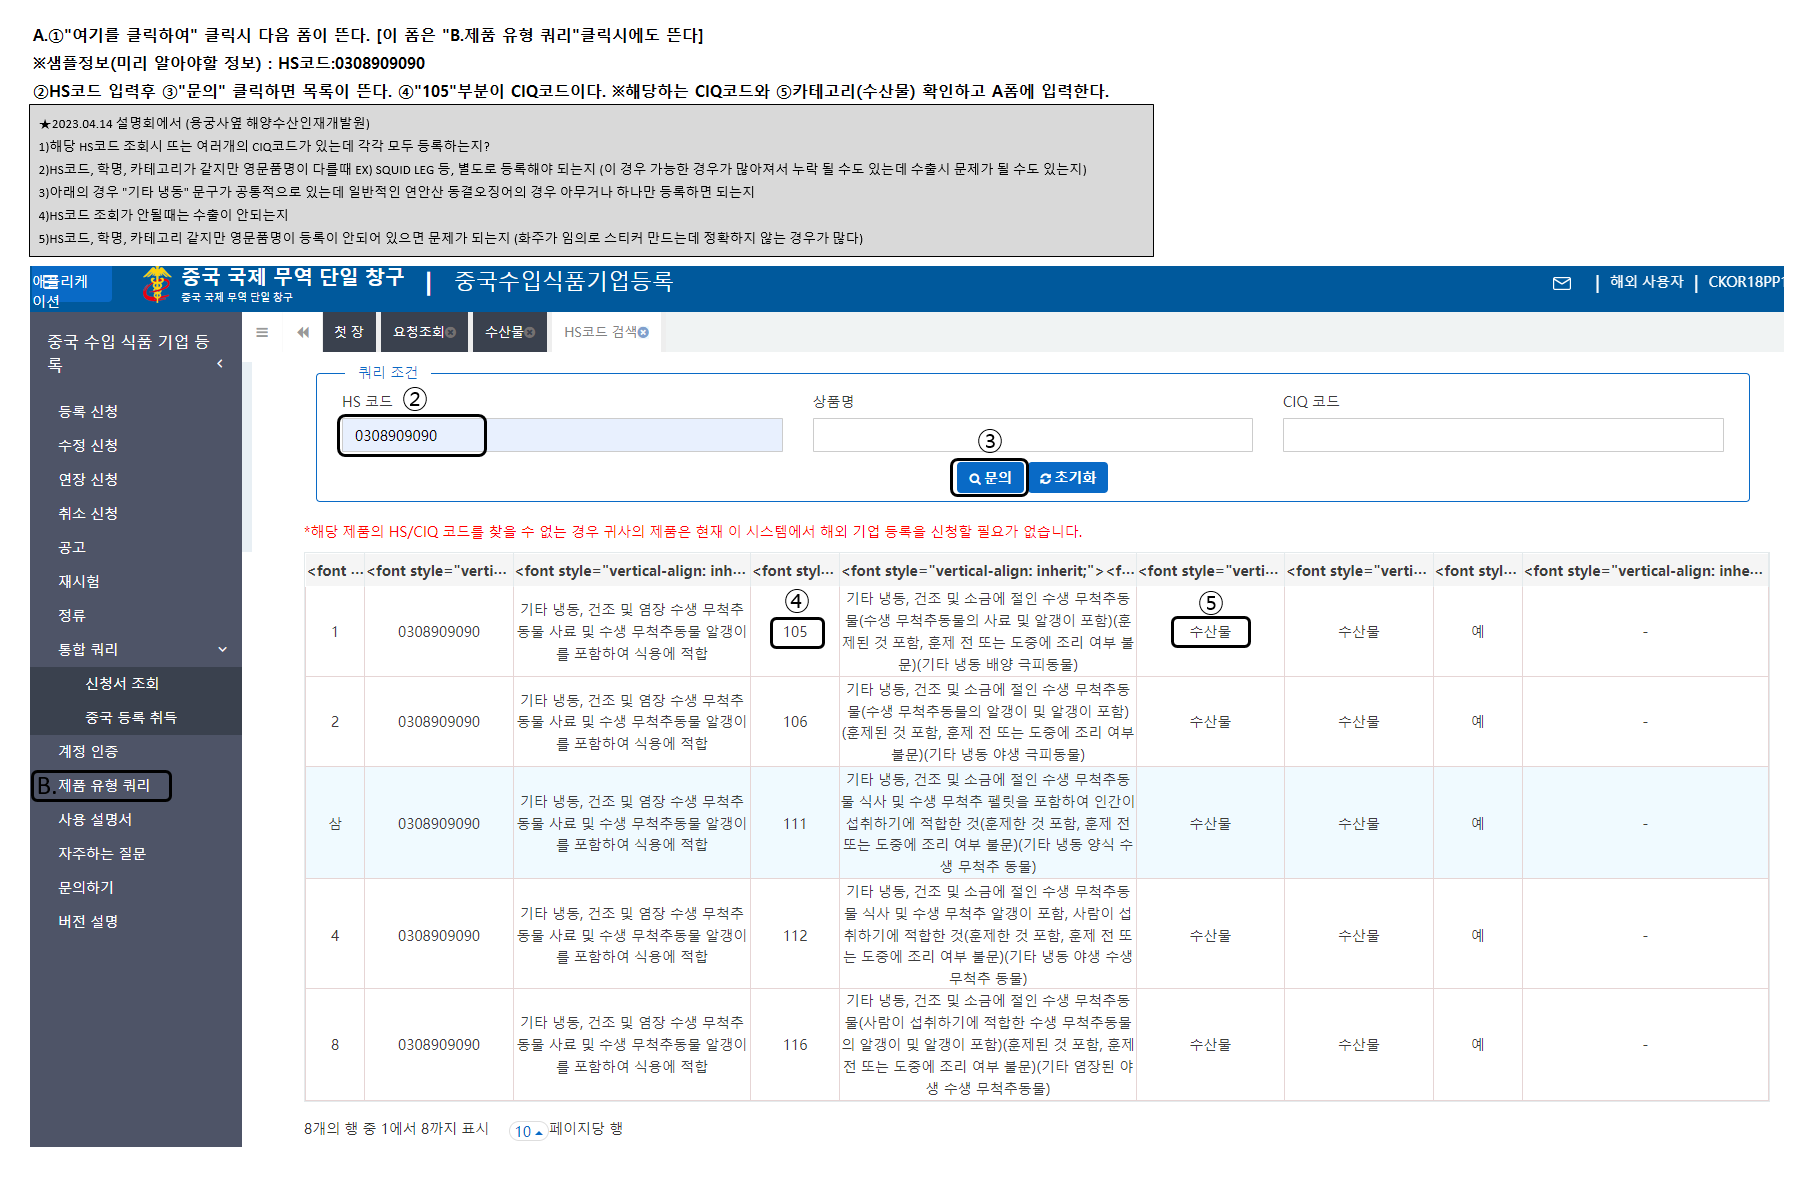 A.①"여기를 클릭하여" 클릭시 다음 폼이 뜬다. [이 폼은 "B.제품 유형 쿼리"클릭시에도 뜬다]
※샘플정보(미리 알아야할 정보) : HS코드:0308909090
②HS코드 입력후 ③"문의" 클릭하면 목록이 뜬다. ④"105"부분이 CIQ코드이다. ※해당하는 CIQ코드와 ⑤카테고리(수산물) 확인하고 A폼에 입력한다.
★2023.04.14 설명회에서 (용궁사옆 해양수산인재개발원)
1)해당 HS코드 조회시 뜨는 여러개의 CIQ코드가 있는데 각각 모두 등록하는지?
2)HS코드, 학명, 카테고리가 같지만 영문품명이 다를때 EX) SQUID LEG 등, 별도로 등록해야 되는지 (이 경우 가능한 경우가 많아져서 누락 될 수도 있는데 수출시 문제가 될 수도 있는지)
3)아래의 경우 "기타 냉동" 문구가 공통적으로 있는데 일반적인 연안산 동결오징어의 경우 아무거나 하나만 등록하면 되는지
4)HS코드 조회가 안될때는 수출이 안되는지
5)HS코드, 학명, 카테고리 같지만 영문품명이 등록이 안되어 있으면 문제가 되는지 (화주가 임의로 스티커 만드는데 정확하지 않는 경우가 많다)
애플리케
이션
중국 국제 무역 단일 창구
중국 국제 무역 단일 창구
| 중국수입식품기업등록
| 해외 사용자 | CKOR18PP1
중국 수입 식품 기업 등
록
등록 신청
수정 신청
연장 신청
취소 신청
공고
재시험
정류
통합 쿼리
신청서 조회
중국 등록 취득
계정 인증
B.제품 유형 쿼리
사용 설명서
자주하는 질문
문의하기
버전 설명
첫 장
요청조회
수산물
HS코드 검색
쿼리 조건
HS 코드 ②
0308909090
상품명
CIQ 코드
③
문의
초기화
*해당 제품의 HS/CIQ 코드를 찾을 수 없는 경우 귀사의 제품은 현재 이 시스템에서 해외 기업 등록을 신청할 필요가 없습니다.
<font ··· <font style="verti··· <font style="vertical-align: inh··· <font styl··· <font style="vertical-align: inherit;"><f··· <font style="verti··· <font style="verti··· <font styl··· <font style="vertical-align: inhe···
1
0308909090
기타 냉동, 건조 및 염장 수생 무척추
동물 사료 및 수생 무척추동물 알갱이
를 포함하여 식용에 적합
④
105
기타 냉동, 건조 및 소금에 절인 수생 무척추동
물(수생 무척추동물의 사료 및 알갱이 포함)(훈
제된 것 포함, 훈제 전 또는 도중에 조리 여부 불
문)(기타 냉동 배양 극피동물)
⑤
수산물
수산물
예
-
2
0308909090
기타 냉동, 건조 및 염장 수생 무척추
동물 사료 및 수생 무척추동물 알갱이
를 포함하여 식용에 적합
106
기타 냉동, 건조 및 소금에 절인 수생 무척추동
물(수생 무척추동물의 알갱이 및 알갱이 포함)
(훈제된 것 포함, 훈제 전 또는 도중에 조리 여부
불문)(기타 냉동 야생 극피동물)
수산물
수산물
예
-
삼
0308909090
기타 냉동, 건조 및 염장 수생 무척추
동물 사료 및 수생 무척추동물 알갱이
를 포함하여 식용에 적합
111
기타 냉동, 건조 및 소금에 절인 수생 무척추동
물 식사 및 수생 무척추 펠릿을 포함하여 인간이
섭취하기에 적합한 것(훈제한 것 포함, 훈제 전
또는 도중에 조리 여부 불문)(기타 냉동 양식 수
생 무척추 동물)
수산물
수산물
예
-
4
0308909090
기타 냉동, 건조 및 염장 수생 무척추
동물 사료 및 수생 무척추동물 알갱이
를 포함하여 식용에 적합
112
기타 냉동, 건조 및 소금에 절인 수생 무척추동
물 식사 및 수생 무척추 알갱이 포함, 사람이 섭
취하기에 적합한 것(훈제한 것 포함, 훈제 전 또
는 도중에 조리 여부 불문)(기타 냉동 야생 수생
무척추 동물)
수산물
수산물
예
-
8
0308909090
기타 냉동, 건조 및 염장 수생 무척추
동물 사료 및 수생 무척추동물 알갱이
를 포함하여 식용에 적합
116
기타 냉동, 건조 및 소금에 절인 수생 무척추동
물(사람이 섭취하기에 적합한 수생 무척추동물
의 알갱이 및 알갱이 포함)(훈제된 것 포함, 훈제
전 또는 도중에 조리 여부 불문)(기타 염장된 야
생 수생 무척추동물)
수산물
수산물
예
-
8개의 행 중 1에서 8까지 표시 10 페이지당 행